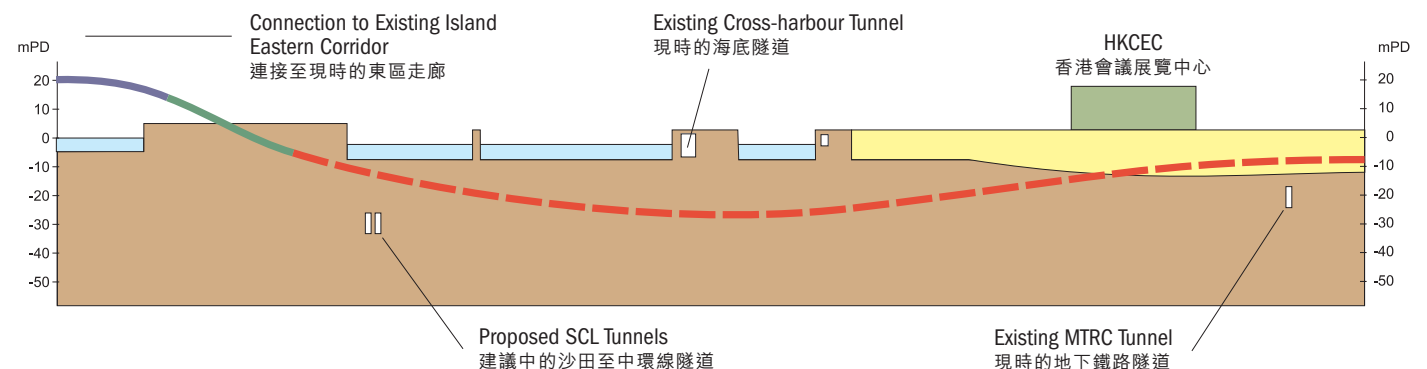 Connection to Existing Island
Eastern Corridor
連接至現時的東區走廊
Existing Cross-harbour Tunnel
現時的海底隧道
HKCEC
香港會議展覽中心
mPD
20
10
0
-10
-20
-30
-40
-50
mPD
20
10
0
-10
-20
-30
-40
-50
Proposed SCL Tunnels
建議中的沙田至中環線隧道
Existing MTRC Tunnel
現時的地下鐵路隧道